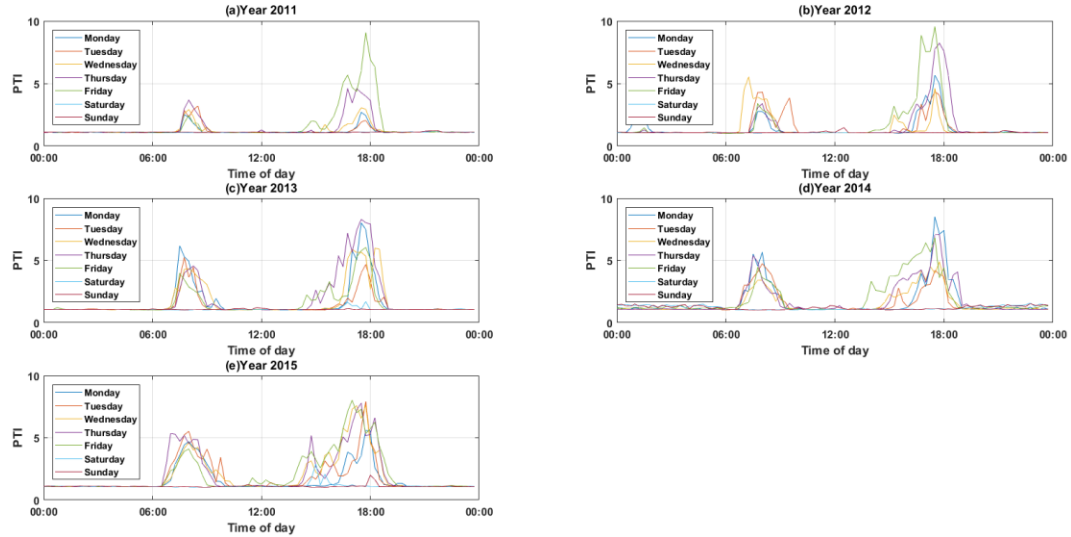 (a)Year 2011
10
5
0
PTI
Monday
Tuesday
Wednesday
Thursday
Friday
Saturday
Sunday
00:00 06:00 12:00 18:00 00:00
Time of day
(b)Year 2012
10
5
0
PTI
Monday
Tuesday
Wednesday
Thursday
Friday
Saturday
Sunday
00:00 06:00 12:00 18:00 00:00
Time of day
(c)Year 2013
10
5
0
PTI
Monday
Tuesday
Wednesday
Thursday
Friday
Saturday
Sunday
00:00 06:00 12:00 18:00 00:00
Time of day
(d)Year 2014
10
5
0
PTI
Monday
Tuesday
Wednesday
Thursday
Friday
Saturday
Sunday
00:00 06:00 12:00 18:00 00:00
Time of day
(e)Year 2015
10
5
0
PTI
Monday
Tuesday
Wednesday
Thursday
Friday
Saturday
Sunday
00:00 06:00 12:00 18:00 00:00
Time of day